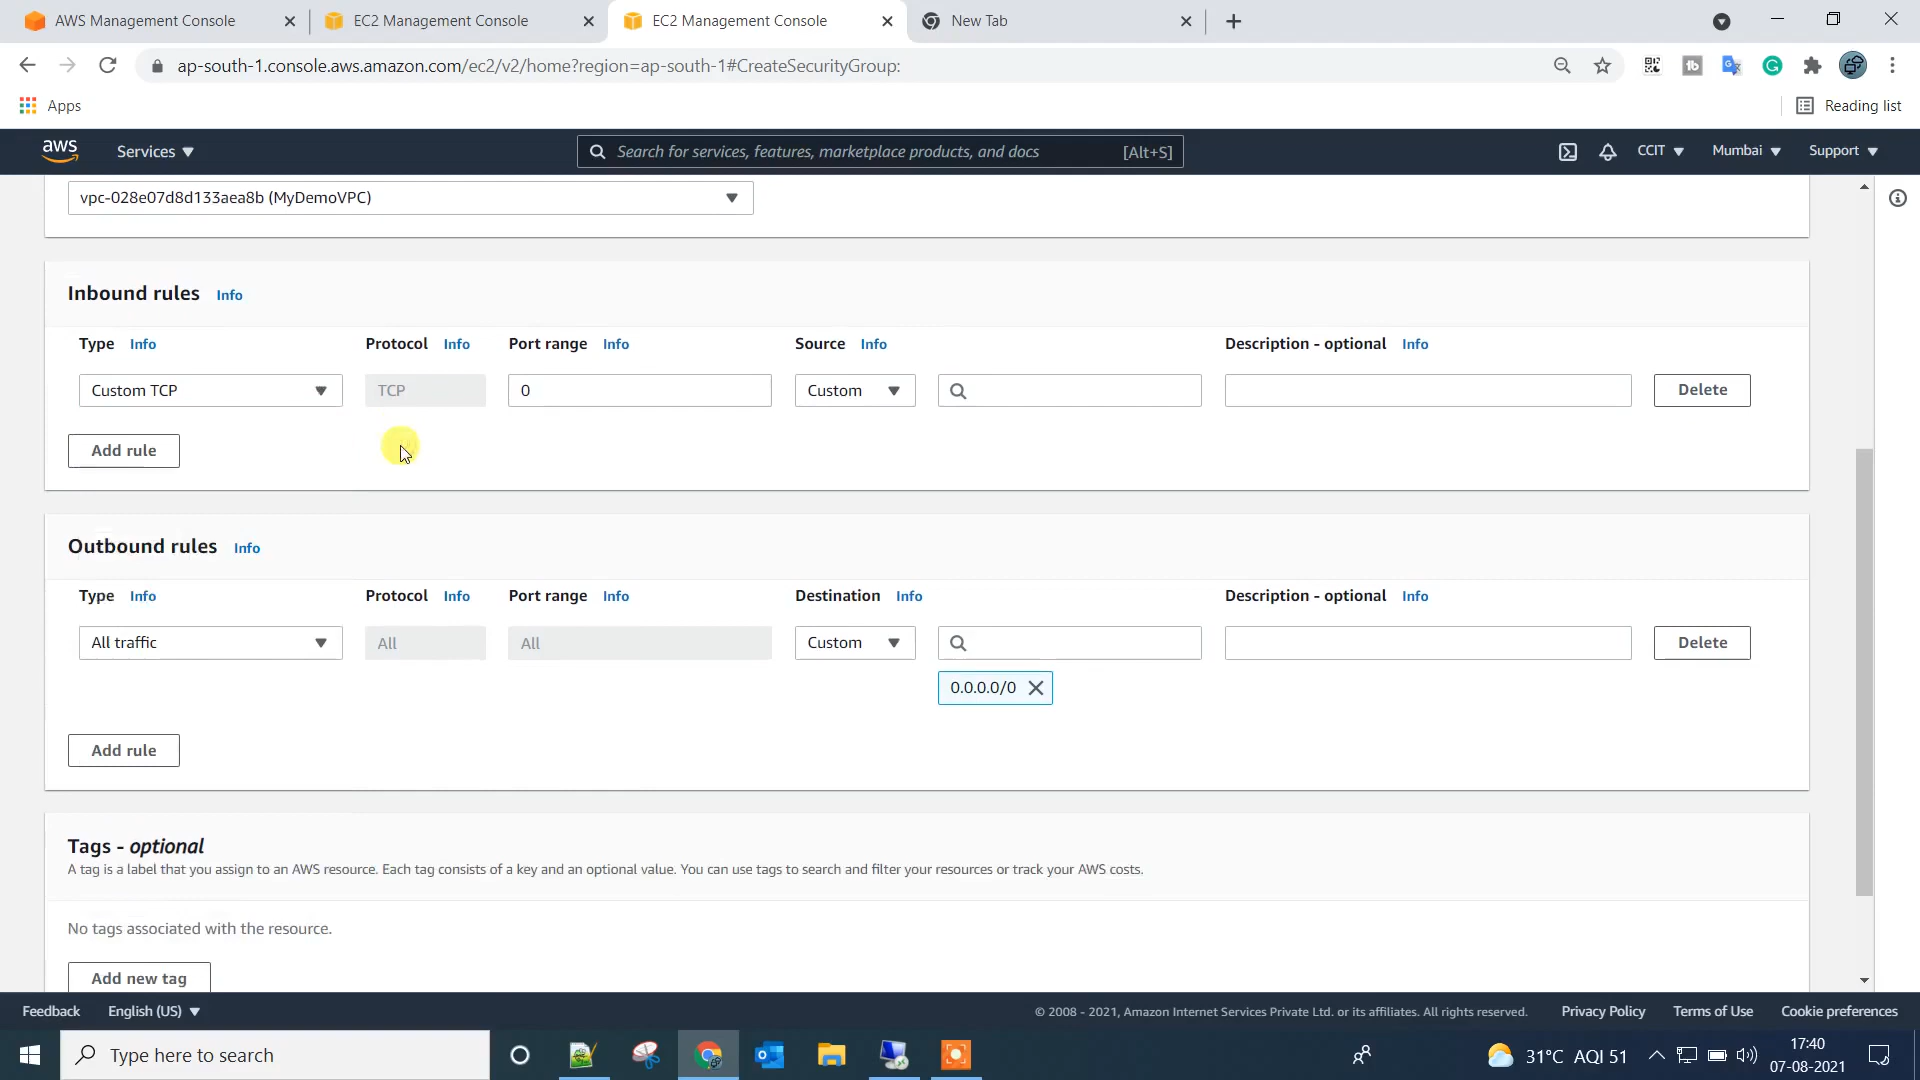 AWS Management Console
EC2 Management Console
EC2 Management Console
New Tab
ap-south-1.console.aws.amazon.com/ec2/v2/home?region=ap-south-1#CreateSecurityGroup:
Apps
Reading list
aws
Services
Search for services, features, marketplace products, and docs [Alt+S]
CCIT
Mumbai
Support
vpc-028e07d8d133aea8b (MyDemoVPC)
Inbound rules Info
Type Info Protocol Info Port range Info Source Info Description - optional Info
Custom TCP TCP 0 Custom Delete
Add rule
Outbound rules Info
Type Info Protocol Info Port range Info Destination Info Description - optional Info
All traffic All All Custom Delete
0.0.0.0/0
Add rule
Tags - optional
A tag is a label that you assign to an AWS resource. Each tag consists of a key and an optional value. You can use tags to search and filter your resources or track your AWS costs.
No tags associated with the resource.
Add new tag
Feedback English (US) © 2008 - 2021, Amazon Internet Services Private Ltd. or its affiliates. All rights reserved. Privacy Policy Terms of Use Cookie preferences
Type here to search
31°C AQI 51
17:40
07-08-2021